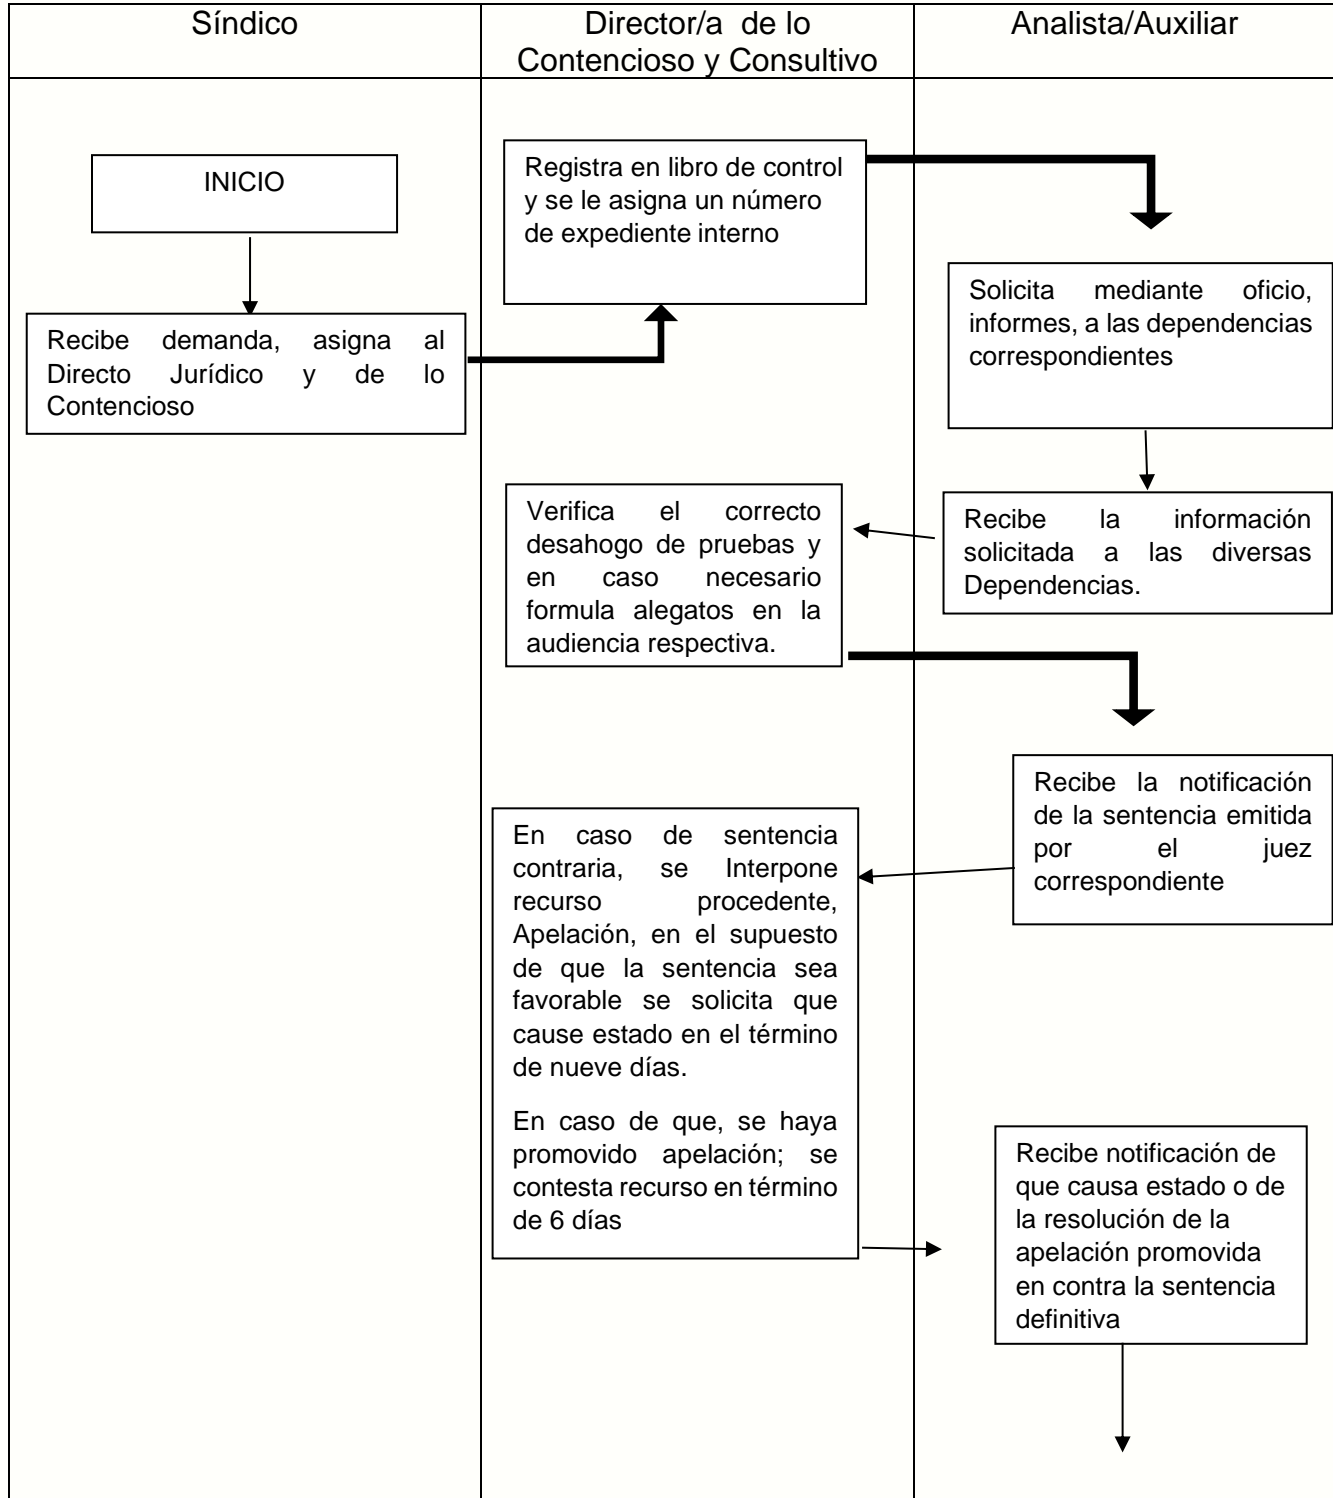 Síndico
Director/a de lo
Contencioso y Consultivo
Analista/Auxiliar
INICIO
Recibe demanda, asigna al
Directo Jurídico y de lo
Contencioso
Registra en libro de control
y se le asigna un número
de expediente interno
Solicita mediante oficio,
informes, a las dependencias
correspondientes
Recibe la información
solicitada a las diversas
Dependencias.
Verifica el correcto
desahogo de pruebas y
en caso necesario
formula alegatos en la
audiencia respectiva.
Recibe la notificación
de la sentencia emitida
por el juez
correspondiente
En caso de sentencia
contraria, se Interpone
recurso procedente,
Apelación, en el supuesto
de que la sentencia sea
favorable se solicita que
cause estado en el término
de nueve días.
En caso de que, se haya
promovido apelación; se
contesta recurso en término
de 6 días
Recibe notificación de
que causa estado o de
la resolución de la
apelación promovida
en contra la sentencia
definitiva